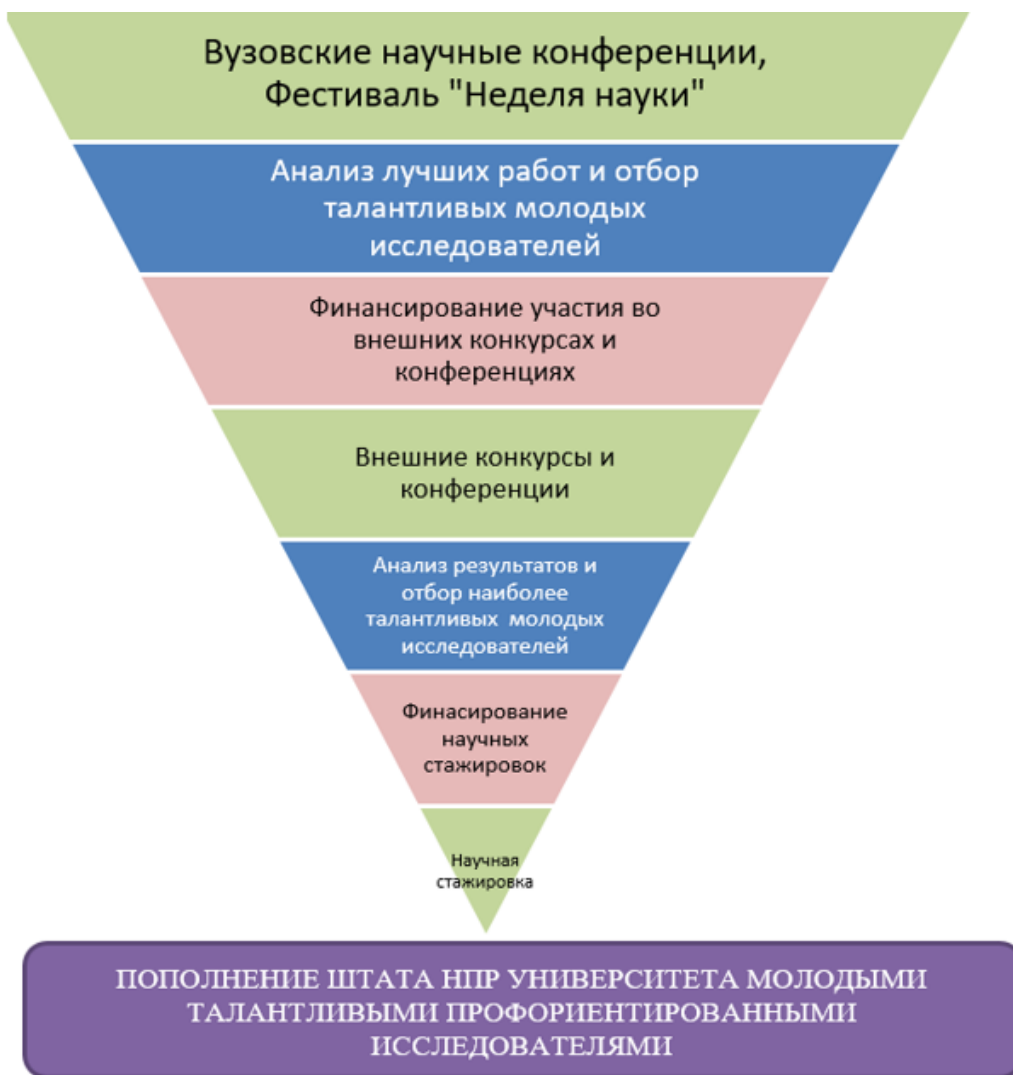 Вузовские научные конференции,
Фестиваль "Неделя науки"
Анализ лучших работ и отбор
талантливых молодых
исследователей
Финансирование участия во
внешних конкурсах и
конференциях
Внешние конкурсы и
конференции
Анализ результатов и
отбор наиболее
талантливых молодых
исследователей
Финасирование
научных
стажировок
Научная
стажировка
ПОПОЛНЕНИЕ ШТАТА НПР УНИВЕРСИТЕТА МОЛОДЫМИ
ТАЛАНТЛИВЫМИ ПРОФОРИЕНТИРОВАННЫМИ
ИССЛЕДОВАТЕЛЯМИ